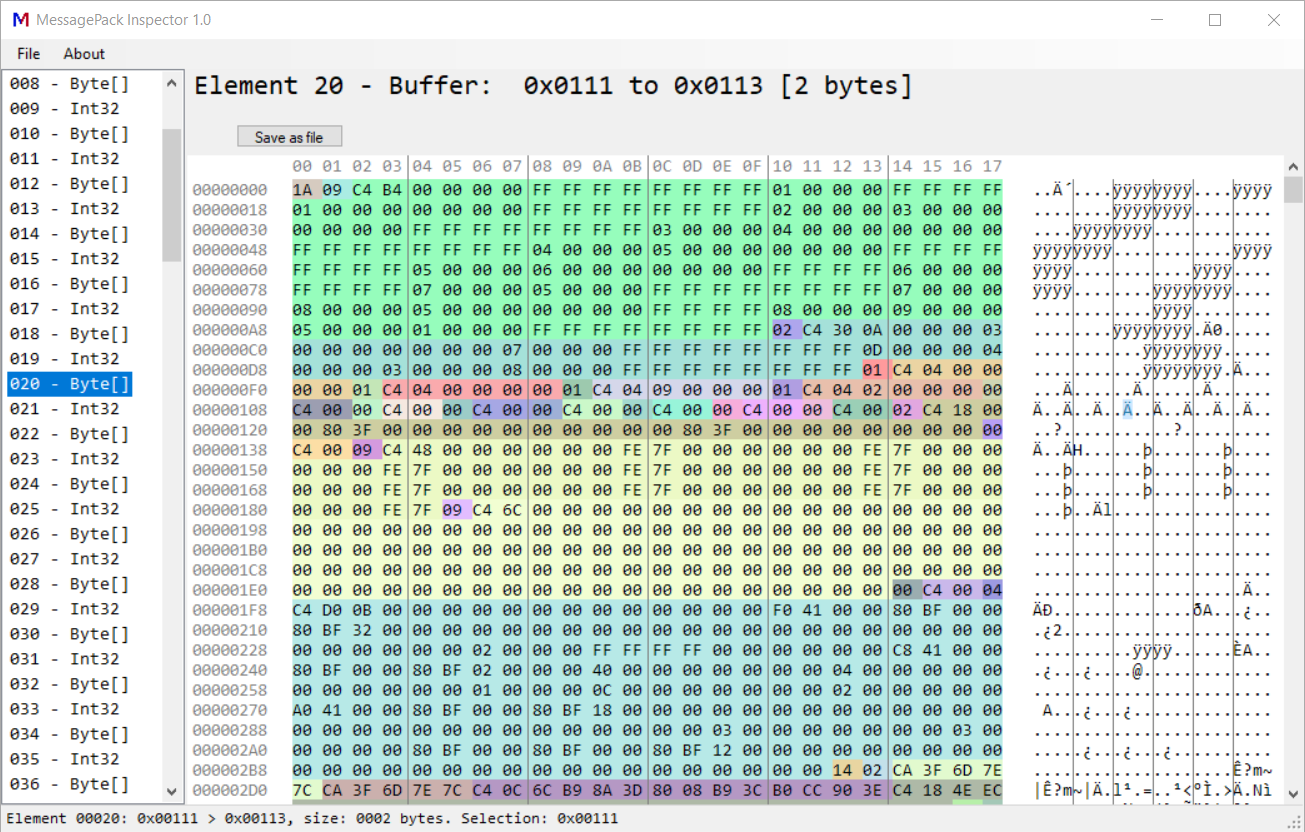 MessagePack Inspector 1.0
File About
008 - Byte[]
009 - Int32
010 - Byte[]
011 - Int32
012 - Byte[]
013 - Int32
014 - Byte[]
015 - Int32
016 - Byte[]
017 - Int32
018 - Byte[]
019 - Int32
020 - Byte[]
021 - Int32
022 - Byte[]
023 - Int32
024 - Byte[]
025 - Int32
026 - Byte[]
027 - Int32
028 - Byte[]
029 - Int32
030 - Byte[]
031 - Int32
032 - Byte[]
033 - Int32
034 - Byte[]
035 - Int32
036 - Byte[]
Element 20 - Buffer: 0x0111 to 0x0113 [2 bytes]
Save as file
00 01 02 03 04 05 06 07 08 09 0A 0B 0C 0D 0E 0F 10 11 12 13 14 15 16 17
00000000 1A 09 C4 B4 00 00 00 00 FF FF FF FF FF FF FF FF 01 00 00 00 FF FF FF FF ..Ä´....ÿÿÿÿÿÿÿÿ....ÿÿÿÿ
00000018 01 00 00 00 00 00 00 00 FF FF FF FF FF FF FF FF 02 00 00 00 03 00 00 00 ........ÿÿÿÿÿÿÿÿ........
00000030 00 00 00 00 FF FF FF FF FF FF FF FF 03 00 00 00 04 00 00 00 00 00 00 00 ....ÿÿÿÿÿÿÿÿ............
00000048 FF FF FF FF FF FF FF FF 04 00 00 00 05 00 00 00 00 00 00 00 FF FF FF FF ÿÿÿÿÿÿÿÿ............ÿÿÿÿ
00000060 FF FF FF FF 05 00 00 00 06 00 00 00 00 00 00 00 FF FF FF FF 06 00 00 00 ÿÿÿÿ............ÿÿÿÿ....
00000078 FF FF FF FF 07 00 00 00 05 00 00 00 FF FF FF FF FF FF FF FF 07 00 00 00 ÿÿÿÿ........ÿÿÿÿÿÿÿÿ....
00000090 08 00 00 00 05 00 00 00 00 00 00 00 FF FF FF FF 08 00 00 00 09 00 00 00 ............ÿÿÿÿ........
000000A8 05 00 00 00 01 00 00 00 FF FF FF FF FF FF FF FF 02 C4 30 0A 00 00 00 03 ........ÿÿÿÿÿÿÿÿ.Ä0.....
000000C0 00 00 00 00 00 00 00 07 00 00 00 FF FF FF FF FF FF FF FF 0D 00 00 00 04 ...........ÿÿÿÿÿÿÿÿ.....
000000D8 00 00 00 03 00 00 00 08 00 00 00 FF FF FF FF FF FF FF FF 01 C4 04 00 00 ...........ÿÿÿÿÿÿÿÿ.Ä...
000000F0 00 00 01 C4 04 00 00 00 00 01 C4 04 09 00 00 00 01 C4 04 02 00 00 00 00 ...Ä......Ä......Ä......
00000108 C4 00 00 C4 00 00 C4 00 00 C4 00 00 C4 00 00 C4 00 00 C4 00 02 C4 18 00 Ä..Ä..Ä..Ä..Ä..Ä..Ä..Ä..
00000120 00 80 3F 00 00 00 00 00 00 00 00 00 00 80 3F 00 00 00 00 00 00 00 00 00 ..?...........?.........
00000138 C4 00 09 C4 48 00 00 00 00 00 00 FE 7F 00 00 00 00 00 00 FE 7F 00 00 00 Ä..ÄH......þ.......þ....
00000150 00 00 00 FE 7F 00 00 00 00 00 00 FE 7F 00 00 00 00 00 00 FE 7F 00 00 00 ...þ.......þ.......þ....
00000168 00 00 00 FE 7F 00 00 00 00 00 00 FE 7F 00 00 00 00 00 00 FE 7F 00 00 00 ...þ.......þ.......þ....
00000180 00 00 00 FE 7F 09 C4 6C 00 00 00 00 00 00 00 00 00 00 00 00 00 00 00 00 ...þ..Äl................
00000198 00 00 00 00 00 00 00 00 00 00 00 00 00 00 00 00 00 00 00 00 00 00 00 00 ........................
000001B0 00 00 00 00 00 00 00 00 00 00 00 00 00 00 00 00 00 00 00 00 00 00 00 00 ........................
000001C8 00 00 00 00 00 00 00 00 00 00 00 00 00 00 00 00 00 00 00 00 00 00 00 00 ........................
000001E0 00 00 00 00 00 00 00 00 00 00 00 00 00 00 00 00 00 00 00 00 00 C4 00 04 .....................Ä..
000001F8 C4 D0 0B 00 00 00 00 00 00 00 00 00 00 00 00 00 F0 41 00 00 80 BF 00 00 ÄÐ..............ðA...¿..
00000210 80 BF 32 00 00 00 00 00 00 00 00 00 00 00 00 00 00 00 00 00 00 00 00 00 .¿2.....................
00000228 00 00 00 00 00 00 02 00 00 00 FF FF FF FF 00 00 00 00 00 00 C8 41 00 00 ..........ÿÿÿÿ......ÈA..
00000240 80 BF 00 00 80 BF 02 00 00 00 40 00 00 00 00 00 00 00 04 00 00 00 00 00 .¿...¿....@.............
00000258 00 00 00 00 00 00 01 00 00 00 0C 00 00 00 00 00 00 00 02 00 00 00 00 00 ........................
00000270 A0 41 00 00 80 BF 00 00 80 BF 18 00 00 00 00 00 00 00 00 00 00 00 00 00 A...¿...¿..............
00000288 00 00 00 00 00 00 00 00 00 00 00 00 00 00 03 00 00 00 00 00 00 00 03 00 ........................
000002A0 00 00 00 00 80 BF 00 00 80 BF 00 00 80 BF 12 00 00 00 00 00 00 00 00 00 .....¿...¿...¿..........
000002B8 00 00 00 00 00 00 00 00 00 00 00 00 00 00 00 00 00 00 14 02 CA 3F 6D 7E ....................Ê?m~
000002D0 7C CA 3F 6D 7E 7C C4 0C 6C B9 8A 3D 80 08 B9 3C B0 CC 90 3E C4 18 4E EC |Ê?m~|Ä.l¹.=..¹<°Ì.>Ä.Nì
Element 00020: 0x00111 > 0x00113, size: 0002 bytes. Selection: 0x00111